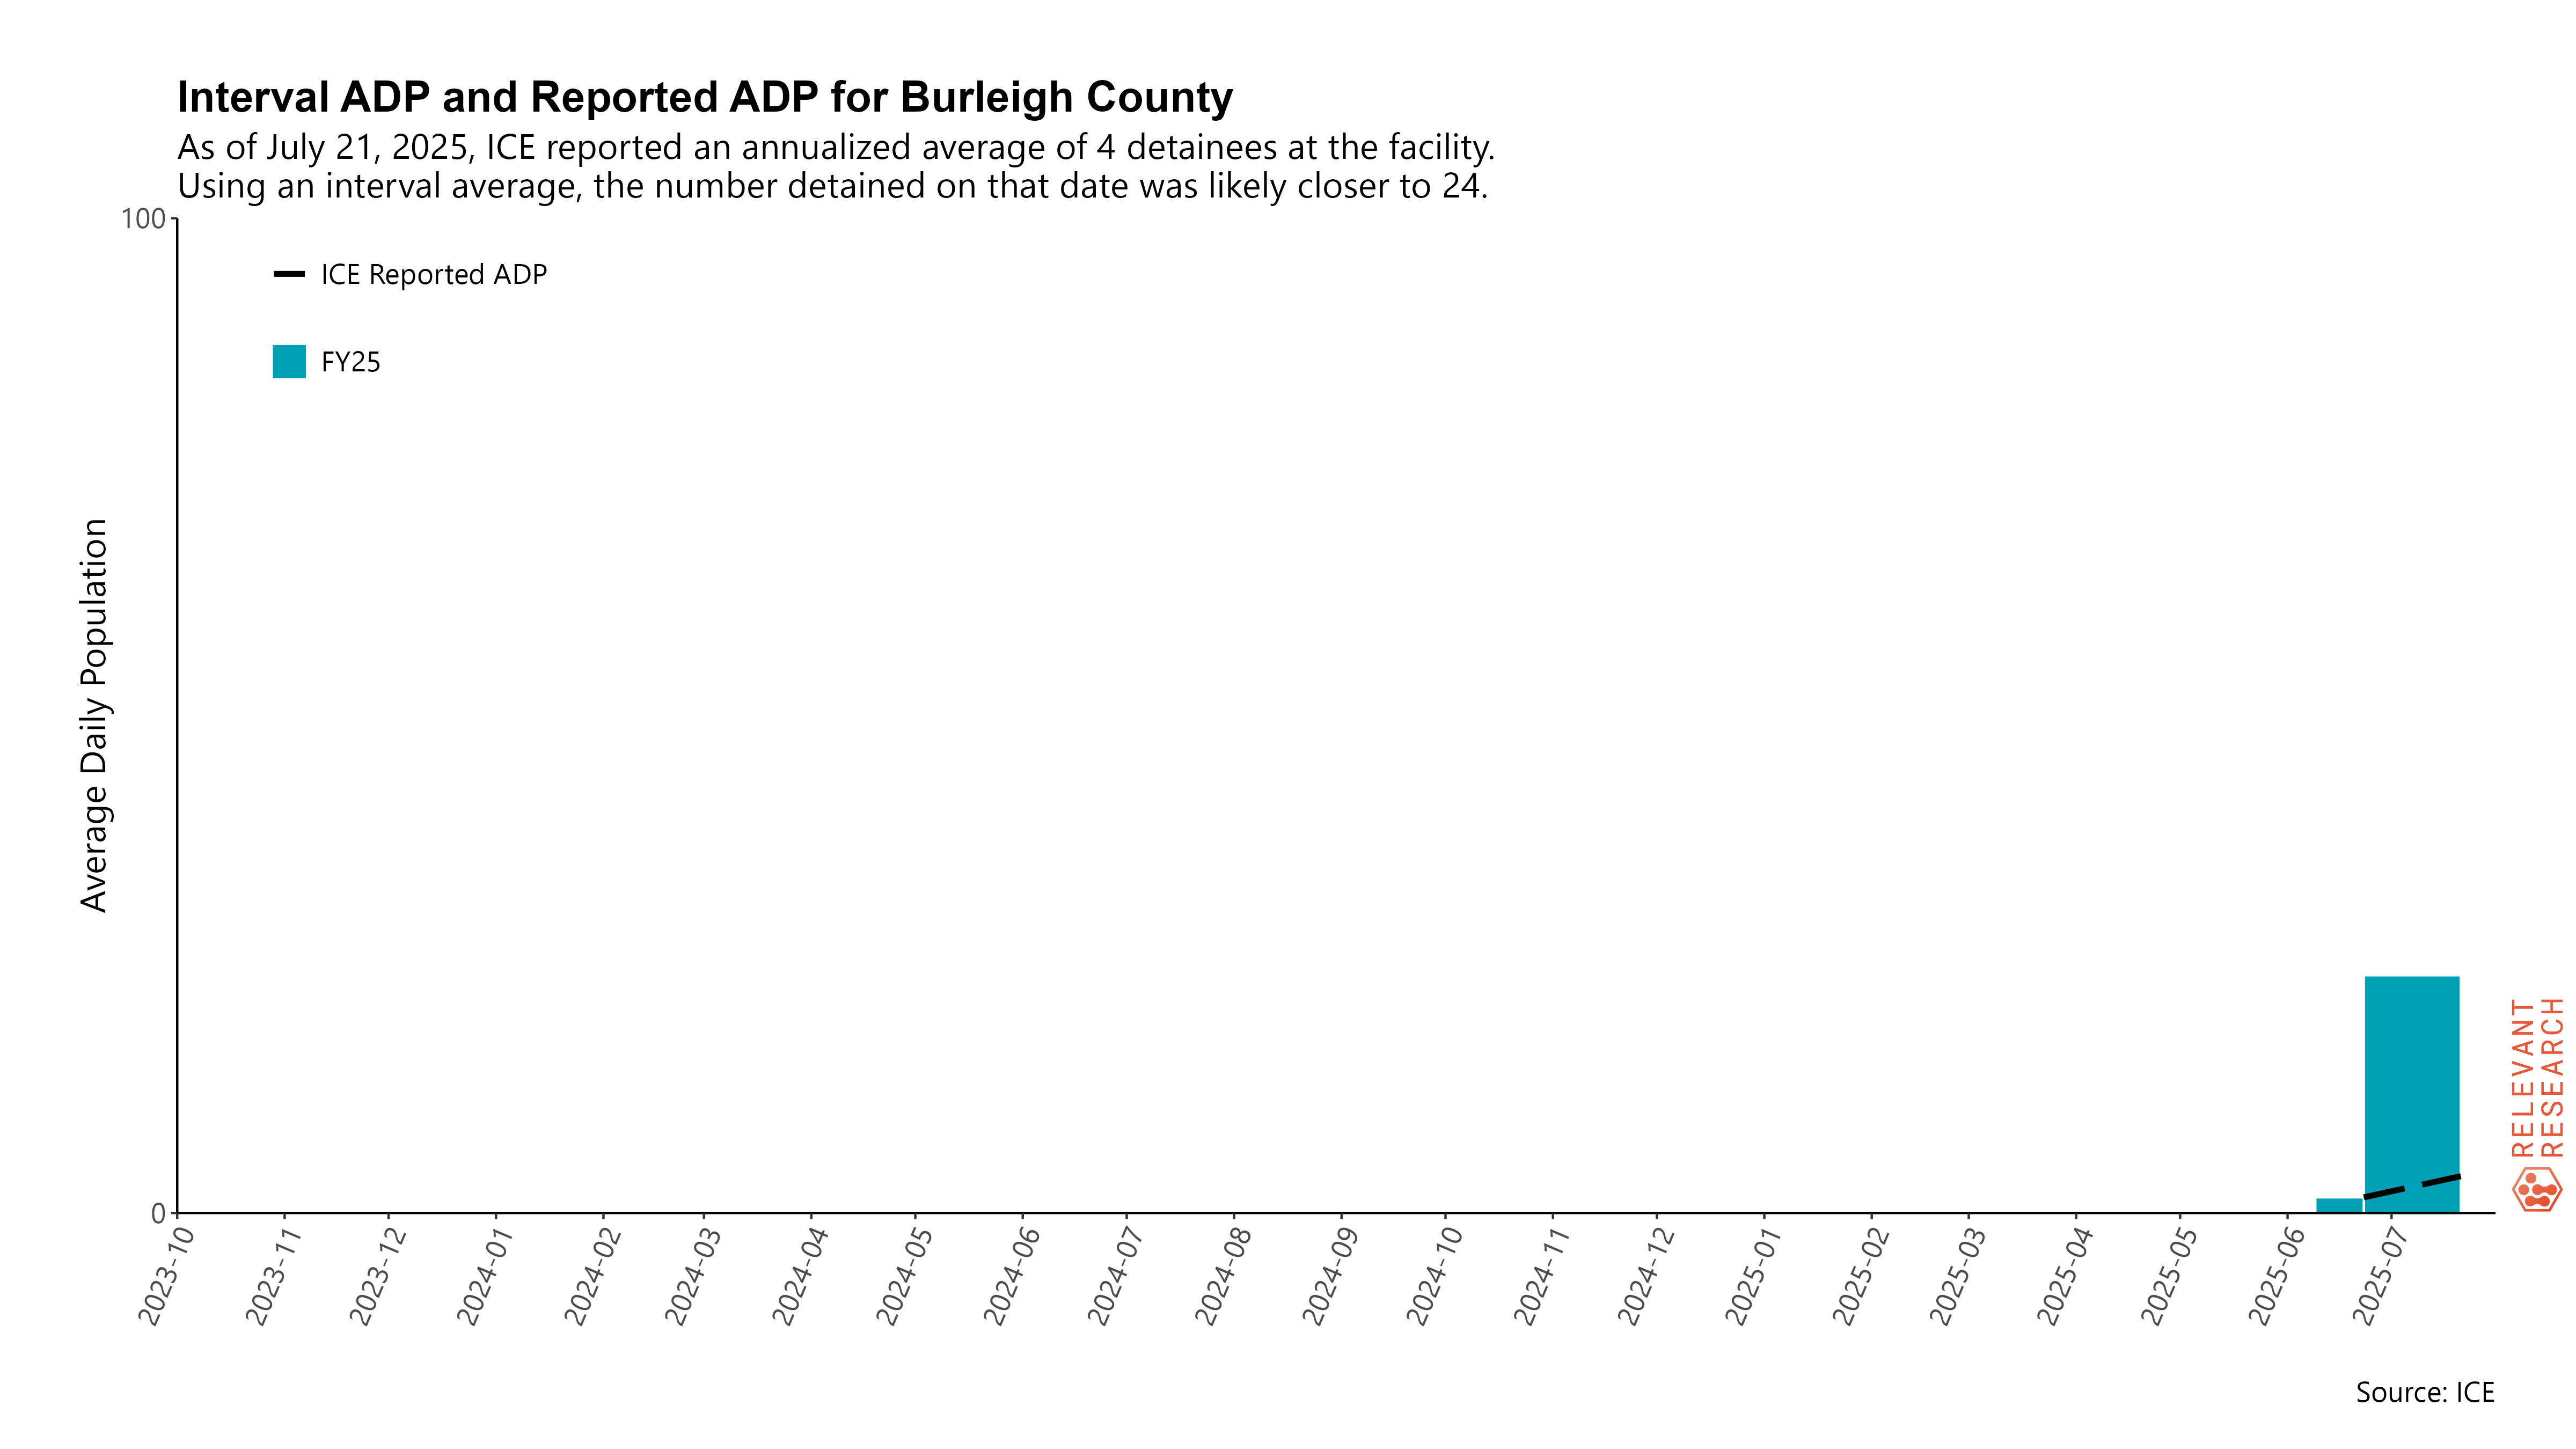 Interval ADP and Reported ADP for Burleigh County
As of July 21, 2025, ICE reported an annualized average of 4 detainees at the facility.
Using an interval average, the number detained on that date was likely closer to 24.
100
ICE Reported ADP
FY25
Average Daily Population
0
2023-10
2023-11
2023-12
2024-01
2024-02
2024-03
2024-04
2024-05
2024-06
2024-07
2024-08
2024-09
2024-10
2024-11
2024-12
2025-01
2025-02
2025-03
2025-04
2025-05
2025-06
2025-07
RELEVANT
RESEARCH
Source: ICE